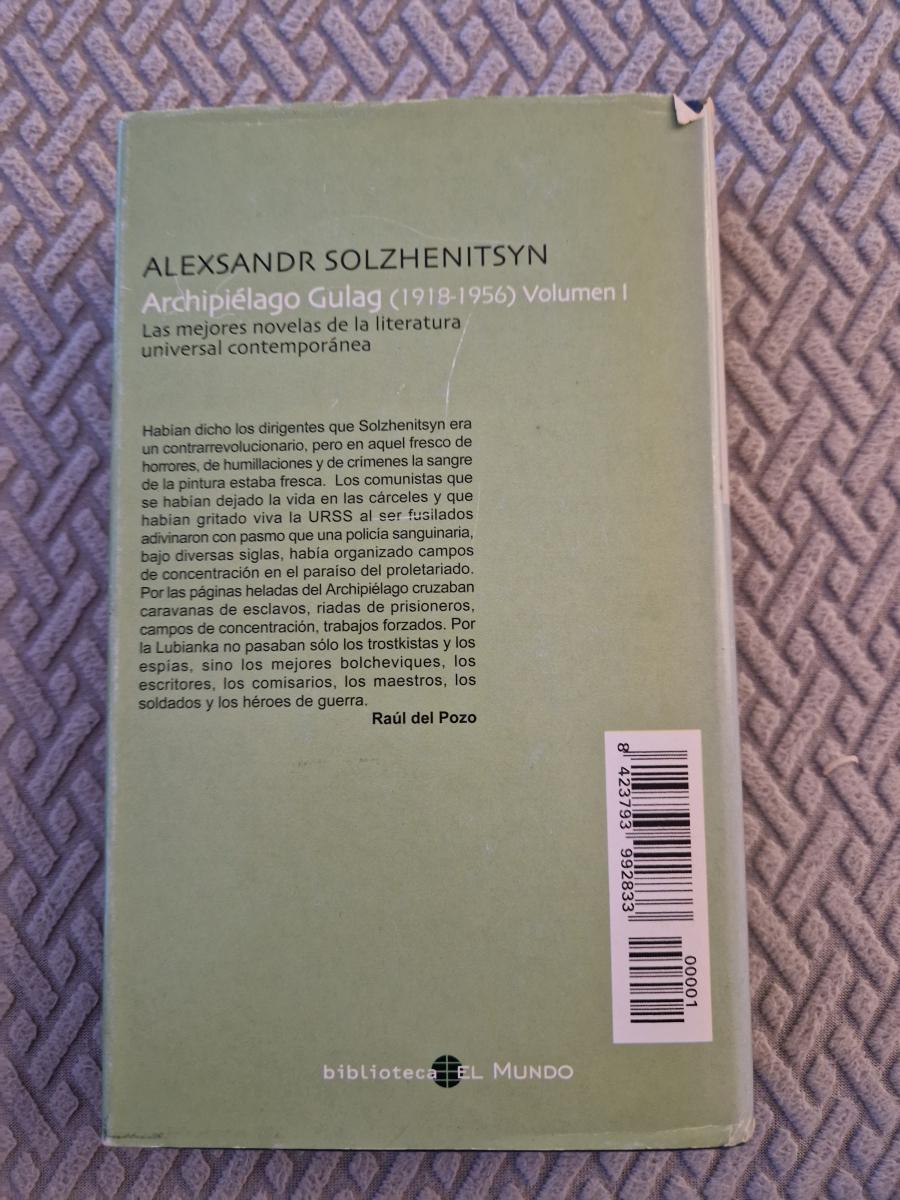 ALEXSANDR SOLZHENITSYN
Archipiélago Gulag (1918-1956) Volumen I
Las mejores novelas de la literatura
universal contemporánea
Habían dicho los dirigentes que Solzhenitsyn era
un contrarrevolucionario, pero en aquel fresco de
horrores, de humillaciones y de crímenes la sangre
de la pintura estaba fresca. Los comunistas que
se habían dejado la vida en las cárceles y que
habían gritado viva la URSS al ser fusilados
adivinaron con pasmo que una policía sanguinaria,
bajo diversas siglas, había organizado campos
de concentración en el paraíso del proletariado.
Por las páginas heladas del Archipiélago cruzaban
caravanas de esclavos, riadas de prisioneros,
campos de concentración, trabajos forzados. Por
la Lubianka no pasaban sólo los trostkistas y los
espías, sino los mejores bolcheviques, los
escritores, los comisarios, los maestros, los
soldados y los héroes de guerra.
Raúl del Pozo
8 423793 992833
00001
biblioteca EL MUNDO